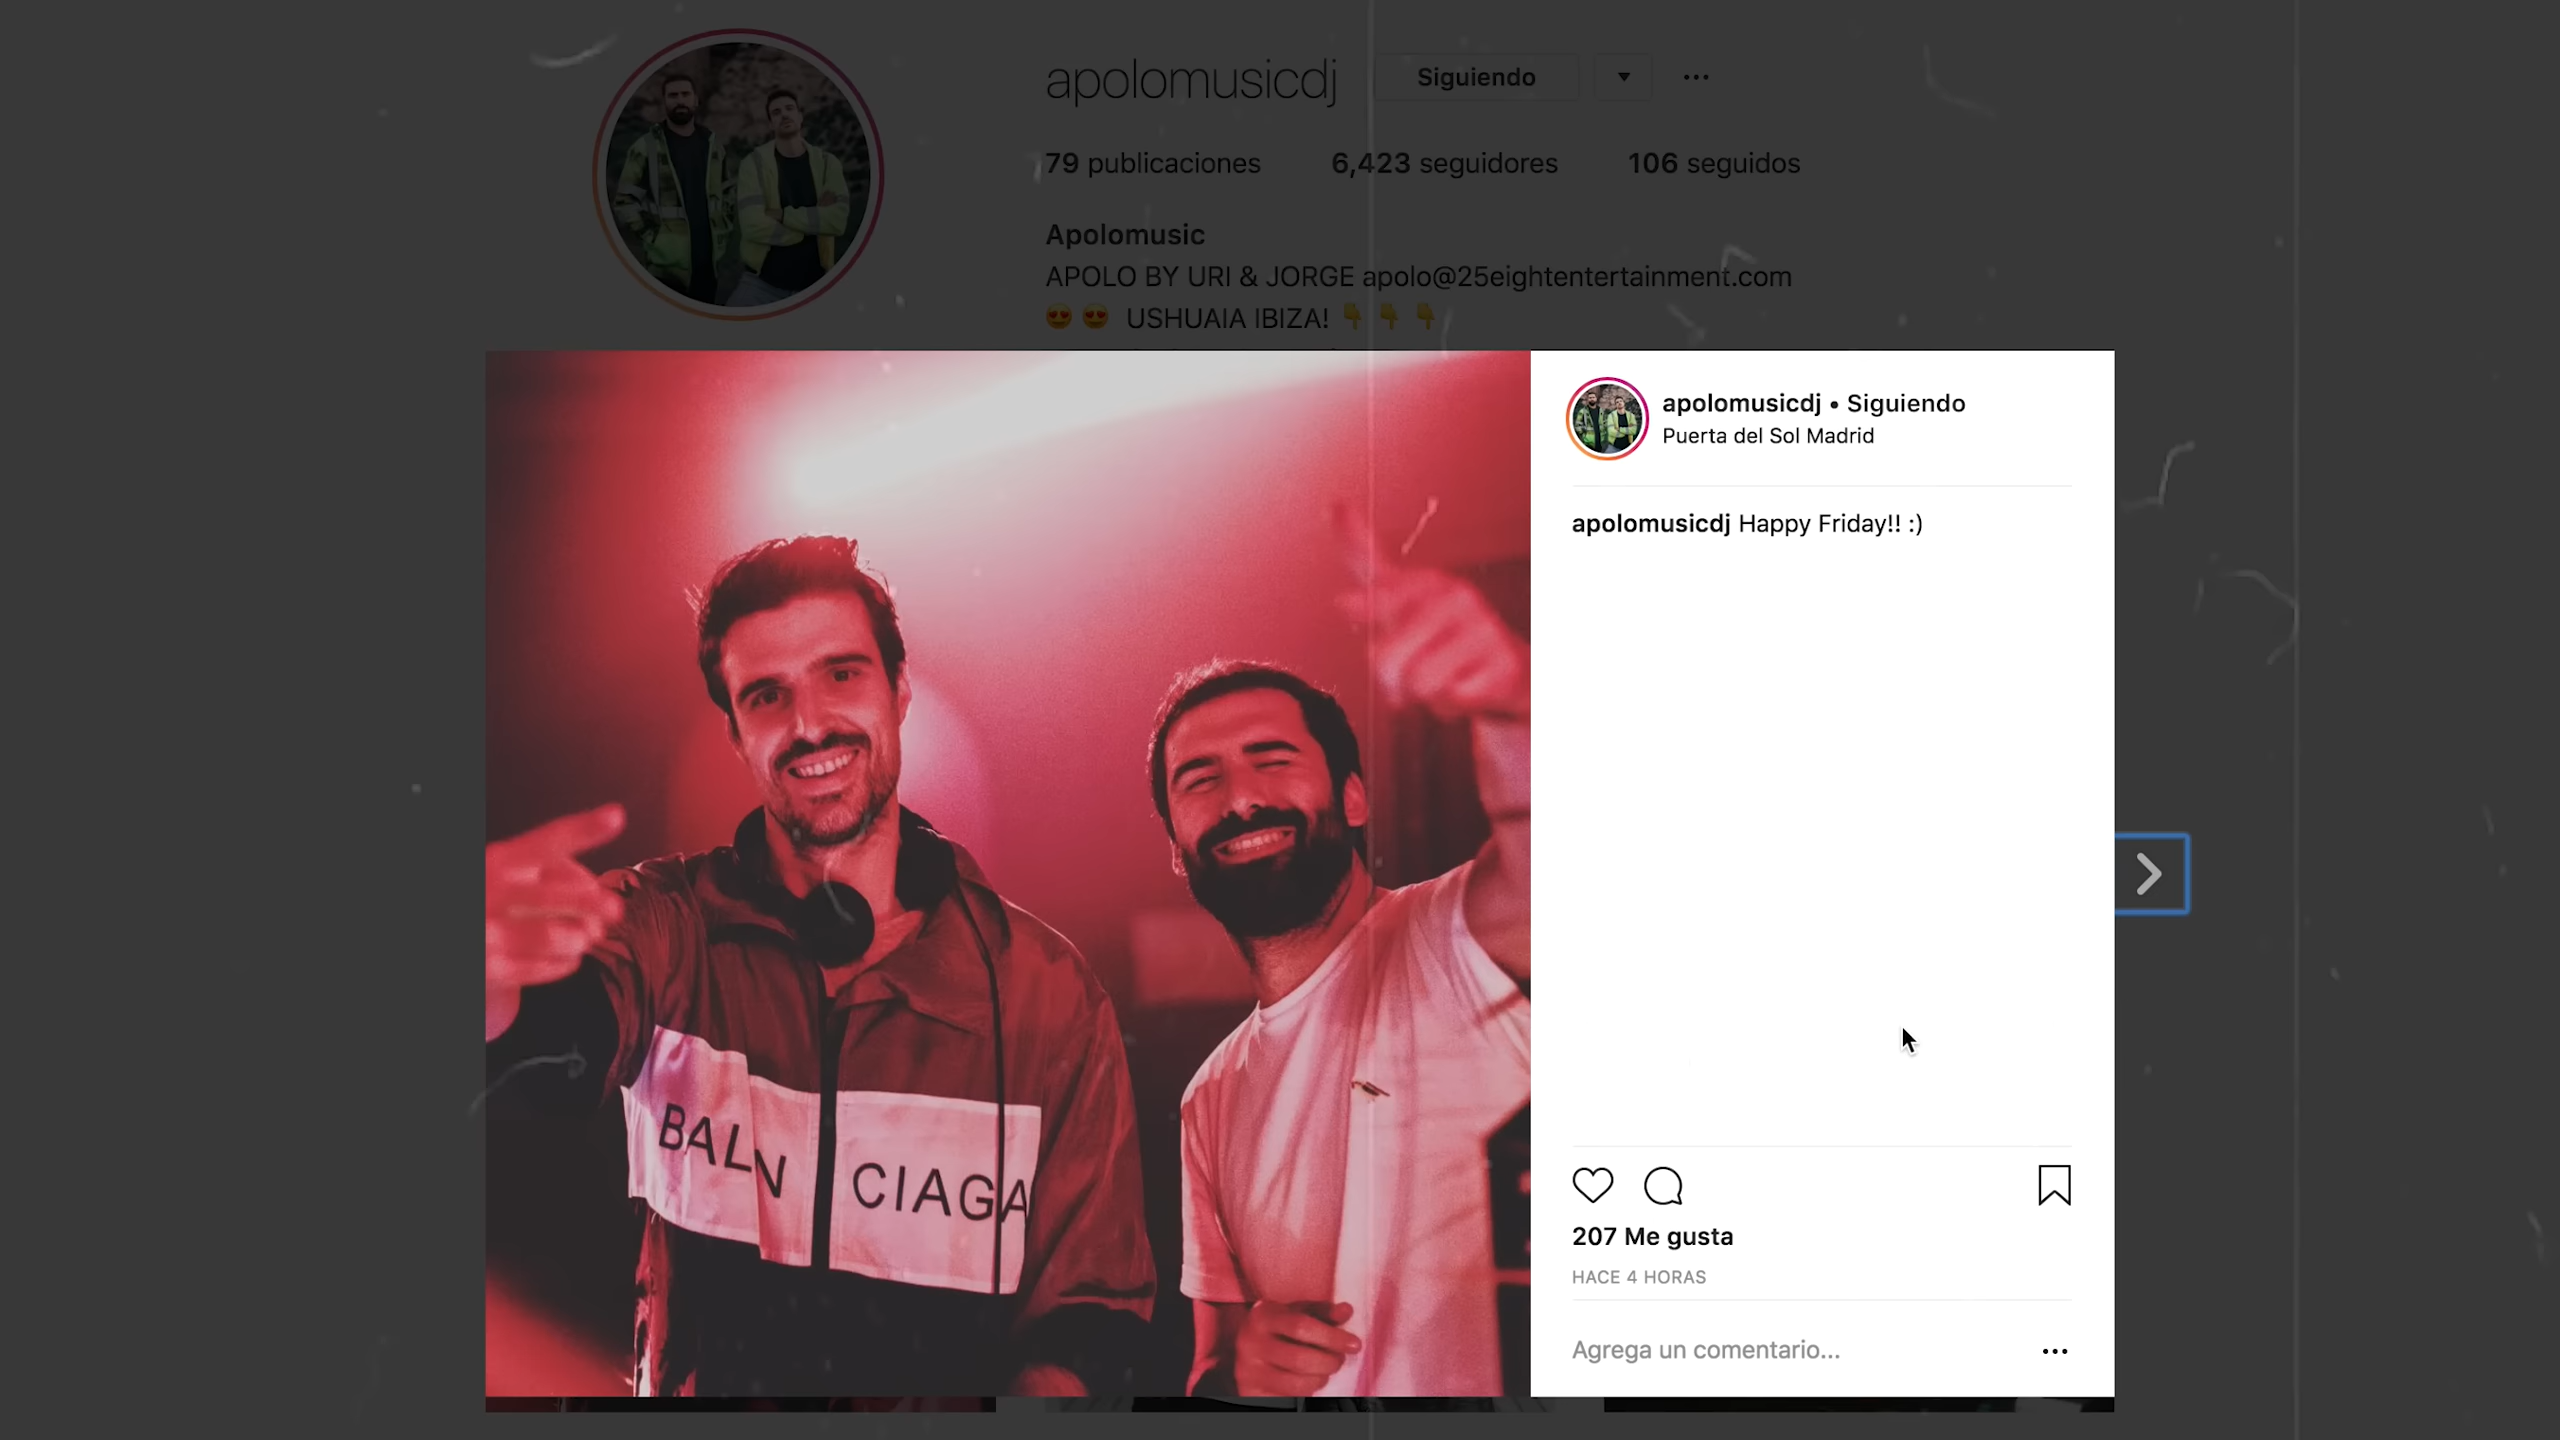 apolomusicdj Siguiendo
79 publicaciones 6,423 seguidores 106 seguidos
Apolomusic
APOLO BY URI & JORGE apolo@25eightentertainment.com
😍 😍 USHUAIA IBIZA! 👇 👇 👇
apolomusicdj • Siguiendo
Puerta del Sol Madrid
apolomusicdj Happy Friday!! :)
BALN CIAGA
207 Me gusta
HACE 4 HORAS
Agrega un comentario...